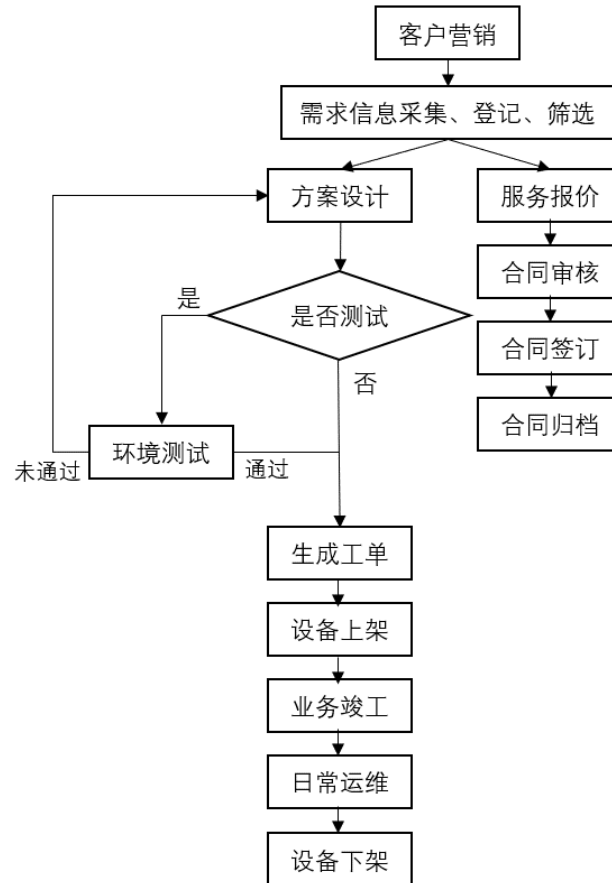 客户营销
需求信息采集、登记、筛选
方案设计
服务报价
合同审核
是
是否测试
合同签订
否
合同归档
环境测试
未通过
通过
生成工单
设备上架
业务竣工
日常运维
设备下架